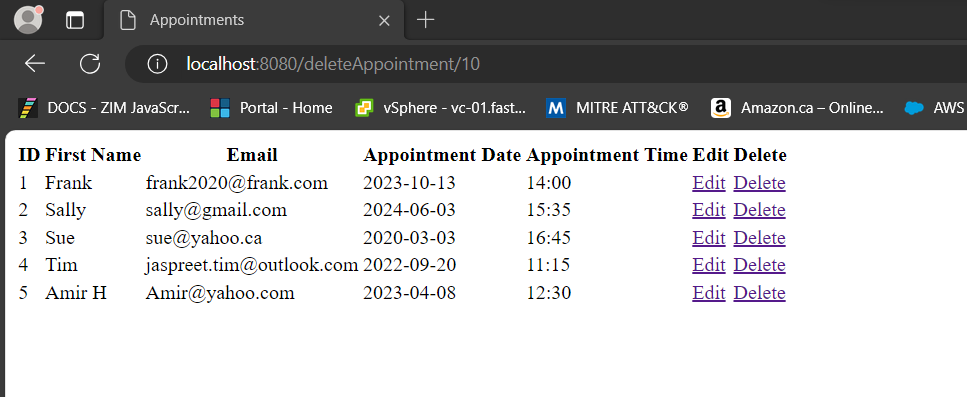 Appointments
localhost:8080/deleteAppointment/10
DOCS - ZIM JavaScr... Portal - Home vSphere - vc-01.fast... M MITRE ATT&CK® a Amazon.ca – Online... AWS
ID First Name Email Appointment Date Appointment Time Edit Delete
1 Frank frank2020@frank.com 2023-10-13 14:00 Edit Delete
2 Sally sally@gmail.com 2024-06-03 15:35 Edit Delete
3 Sue sue@yahoo.ca 2020-03-03 16:45 Edit Delete
4 Tim jaspreet.tim@outlook.com 2022-09-20 11:15 Edit Delete
5 Amir H Amir@yahoo.com 2023-04-08 12:30 Edit Delete